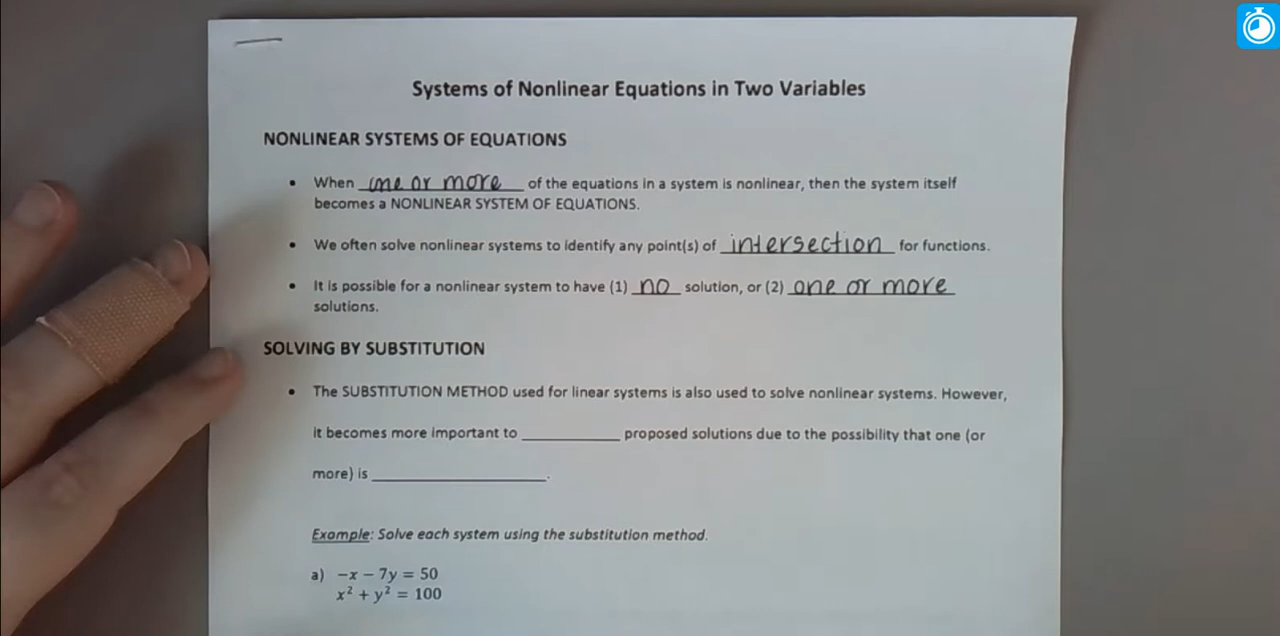 Systems of Nonlinear Equations in Two Variables
NONLINEAR SYSTEMS OF EQUATIONS
• When one or more of the equations in a system is nonlinear, then the system itself
becomes a NONLINEAR SYSTEM OF EQUATIONS.
• We often solve nonlinear systems to identify any point(s) of intersection for functions.
• It is possible for a nonlinear system to have (1) no solution, or (2) one or more
solutions.
SOLVING BY SUBSTITUTION
• The SUBSTITUTION METHOD used for linear systems is also used to solve nonlinear systems. However,
it becomes more important to __________ proposed solutions due to the possibility that one (or
more) is __________________.
Example: Solve each system using the substitution method.
a) −x − 7y = 50
x² + y² = 100